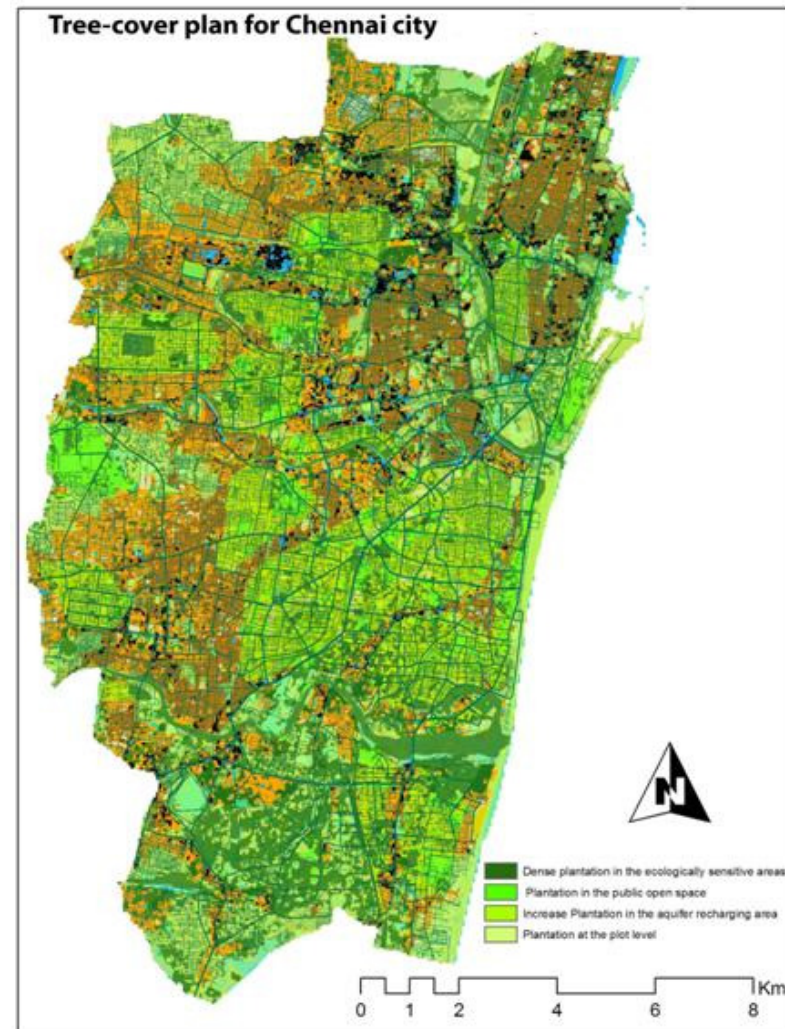 Tree-cover plan for Chennai city
N
Dense plantation in the ecologically sensitive areas
Plantation in the public open space
Increase Plantation in the aquifer recharging area
Plantation at the plot level
Km
0 1 2 4 6 8